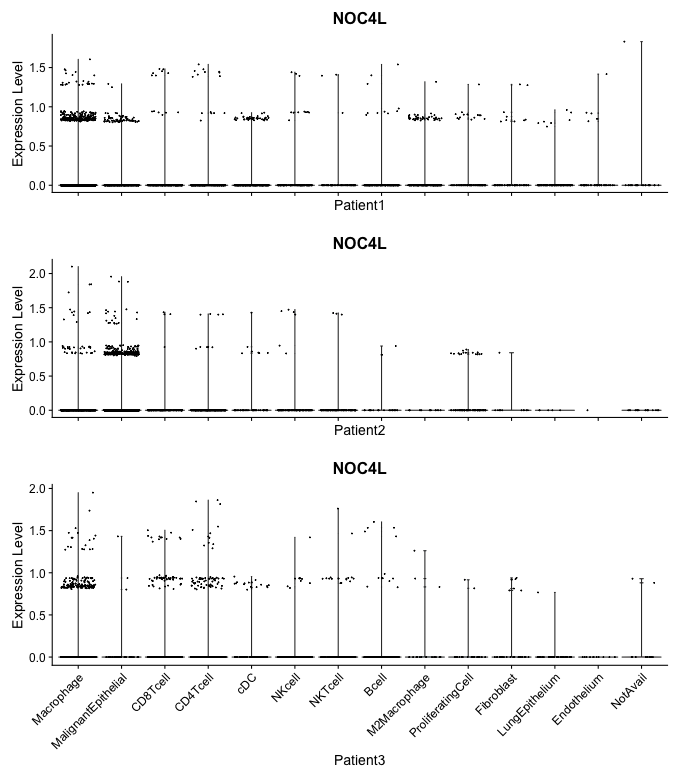 NOC4L
Expression Level
1.5
1.0
0.5
0.0
Patient1
NOC4L
Expression Level
2.0
1.5
1.0
0.5
0.0
Patient2
NOC4L
Expression Level
2.0
1.5
1.0
0.5
0.0
Macrophage
MalignantEpithelial
CD8Tcell
CD4Tcell
cDC
NKcell
NKTcell
Bcell
M2Macrophage
ProliferatingCell
Fibroblast
LungEpithelium
Endothelium
NotAvail
Patient3